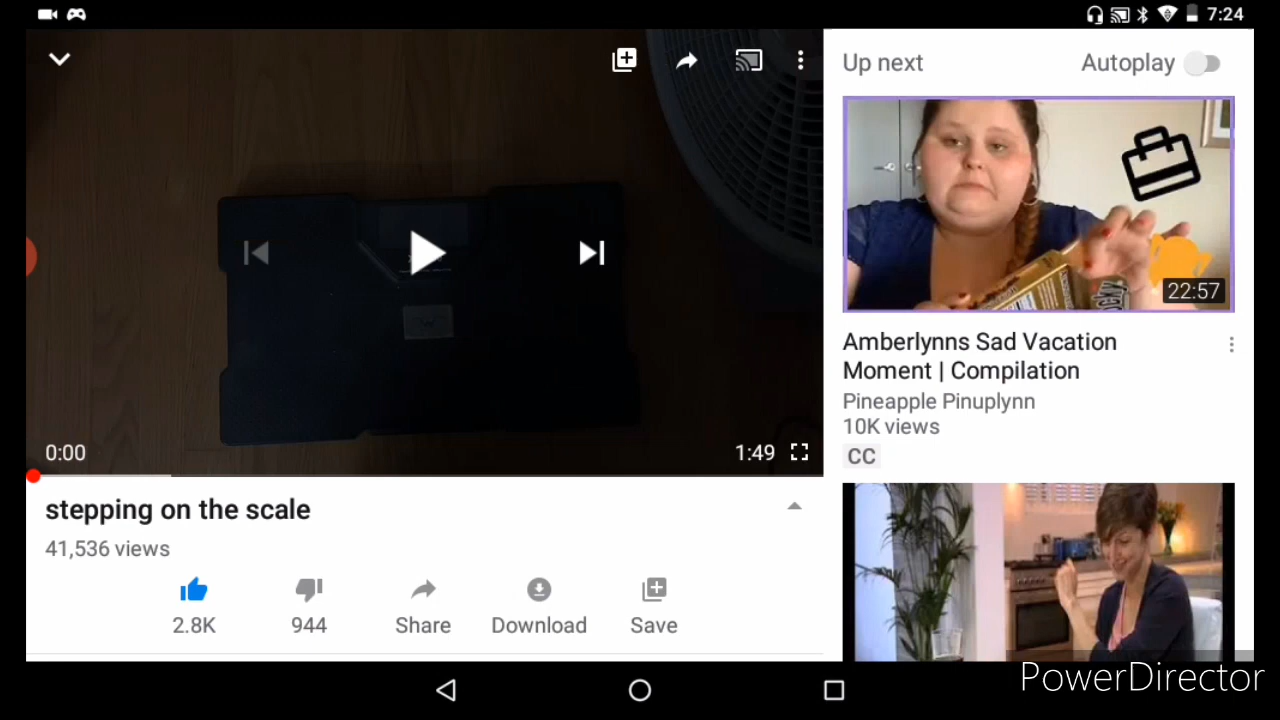 7:24
Up next
Autoplay
22:57
0:00
1:49
Amberlynns Sad Vacation
Moment | Compilation
Pineapple Pinuplynn
10K views
CC
stepping on the scale
41,536 views
2.8K
944
Share
Download
Save
PowerDirector